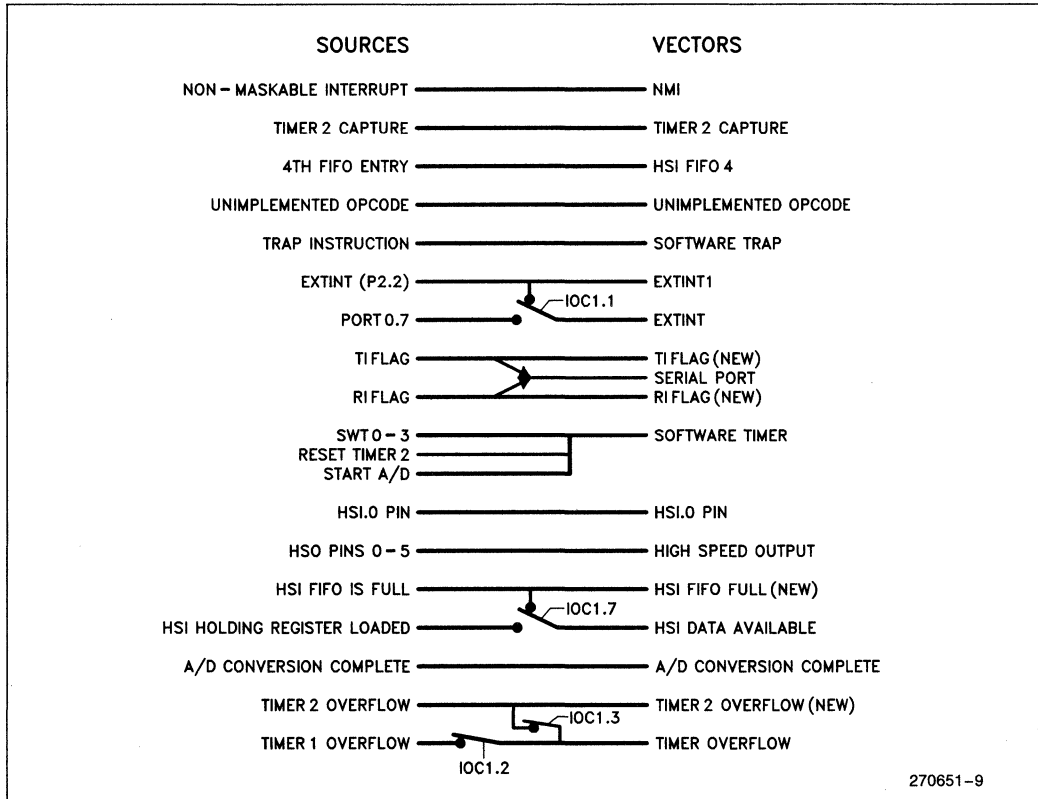 SOURCES VECTORS
NON-MASKABLE INTERRUPT NMI
TIMER 2 CAPTURE TIMER 2 CAPTURE
4TH FIFO ENTRY HSI FIFO 4
UNIMPLEMENTED OPCODE UNIMPLEMENTED OPCODE
TRAP INSTRUCTION SOFTWARE TRAP
EXTINT (P2.2) EXTINT1
IOC1.1
PORT 0.7 EXTINT
TI FLAG TI FLAG (NEW)
SERIAL PORT
RI FLAG RI FLAG (NEW)
SWT 0-3 SOFTWARE TIMER
RESET TIMER 2
START A/D
HSI.0 PIN HSI.0 PIN
HSO PINS 0-5 HIGH SPEED OUTPUT
HSI FIFO IS FULL HSI FIFO FULL (NEW)
IOC1.7
HSI HOLDING REGISTER LOADED HSI DATA AVAILABLE
A/D CONVERSION COMPLETE A/D CONVERSION COMPLETE
TIMER 2 OVERFLOW TIMER 2 OVERFLOW (NEW)
IOC1.3
TIMER 1 OVERFLOW TIMER OVERFLOW
IOC1.2
270651-9